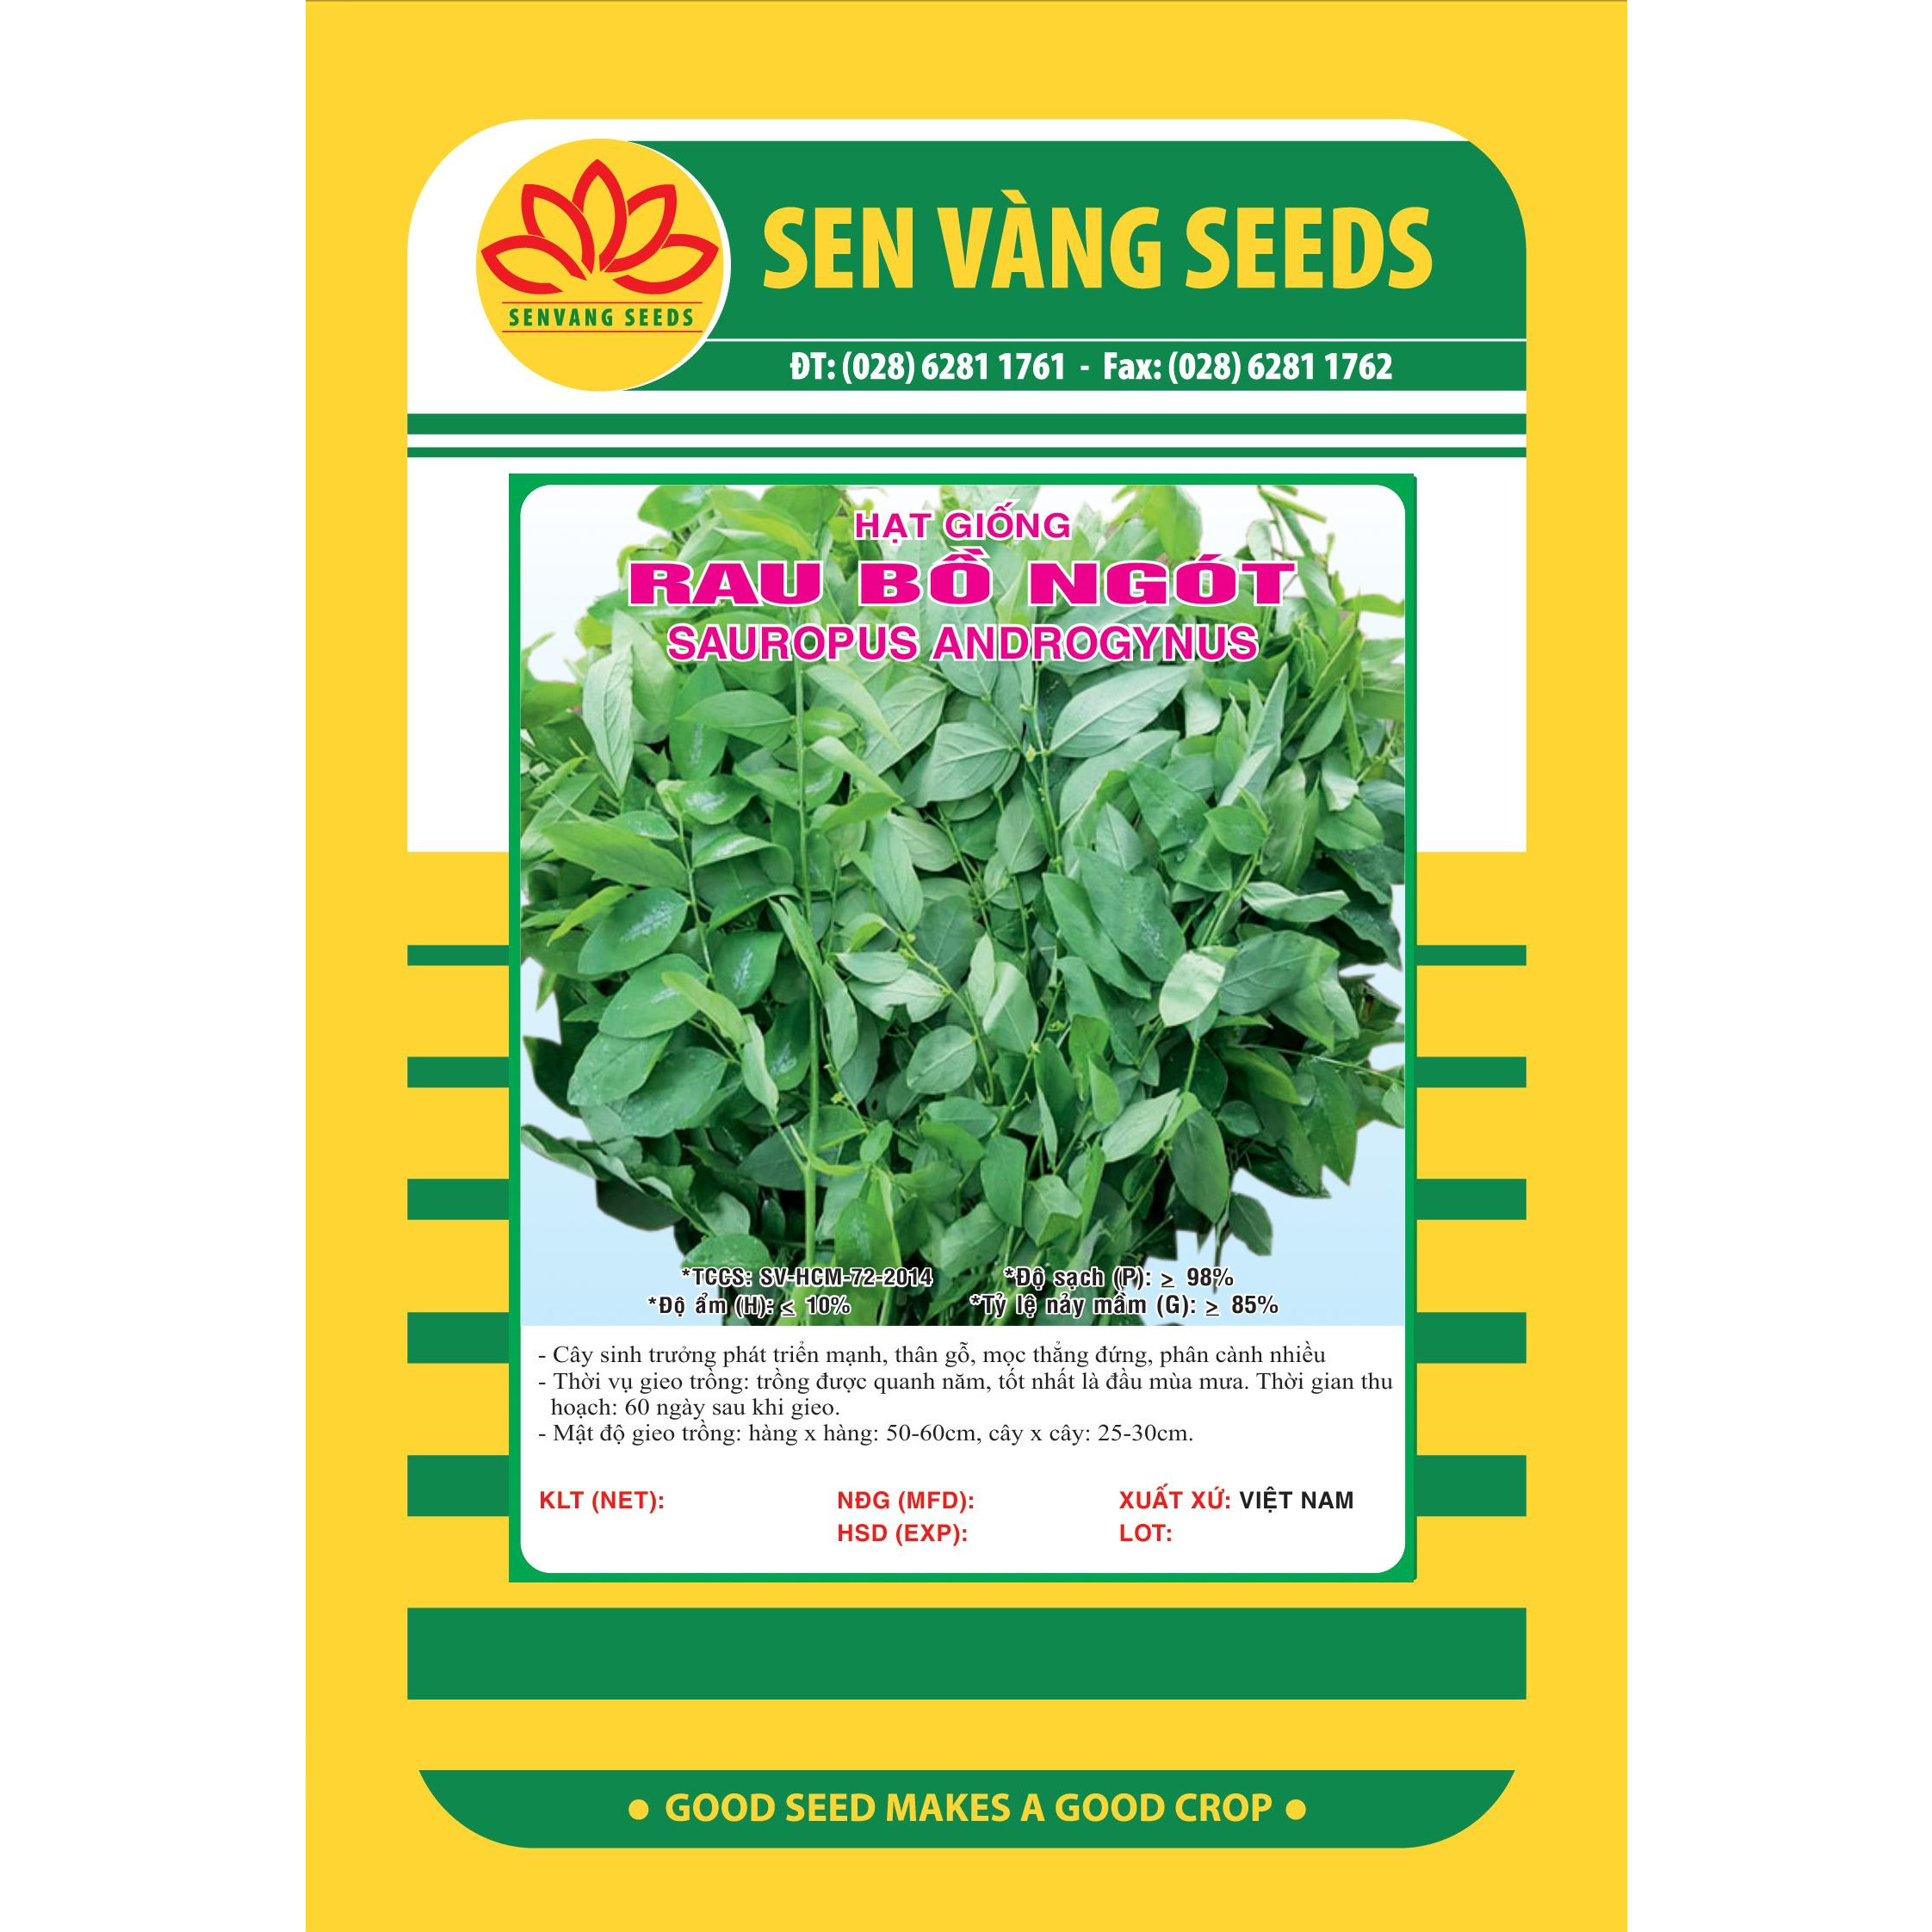 SEN VÀNG SEEDS
SENVANG SEEDS
ĐT: (028) 6281 1761 - Fax: (028) 6281 1762
HẠT GIỐNG
RAU BỒ NGÓT
SAUROPUS ANDROGYNUS
*TCCS: SV-HCM-72-2014 *Độ sạch (P): ≥ 98%
*Độ ẩm (H): ≤ 10% *Tỷ lệ nảy mầm (G): ≥ 85%
- Cây sinh trưởng phát triển mạnh, thân gỗ, mọc thẳng đứng, phân cành nhiều
- Thời vụ gieo trồng: trồng được quanh năm, tốt nhất là đầu mùa mưa. Thời gian thu
hoạch: 60 ngày sau khi gieo.
- Mật độ gieo trồng: hàng x hàng: 50-60cm, cây x cây: 25-30cm.
KLT (NET): NĐG (MFD): XUẤT XỨ: VIỆT NAM
HSD (EXP): LOT:
• GOOD SEED MAKES A GOOD CROP •